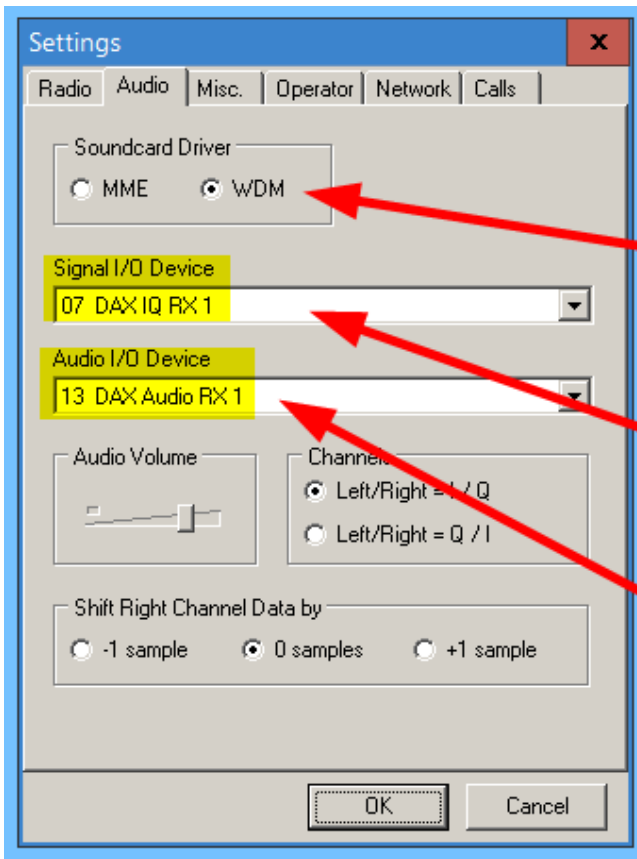 Settings x
Radio Audio Misc. Operator Network Calls
Soundcard Driver
MME WDM
Signal I/O Device
07 DAX IQ RX 1
Audio I/O Device
13 DAX Audio RX 1
Audio Volume
Channels
Left/Right = I / Q
Left/Right = Q / I
Shift Right Channel Data by
-1 sample 0 samples +1 sample
OK Cancel